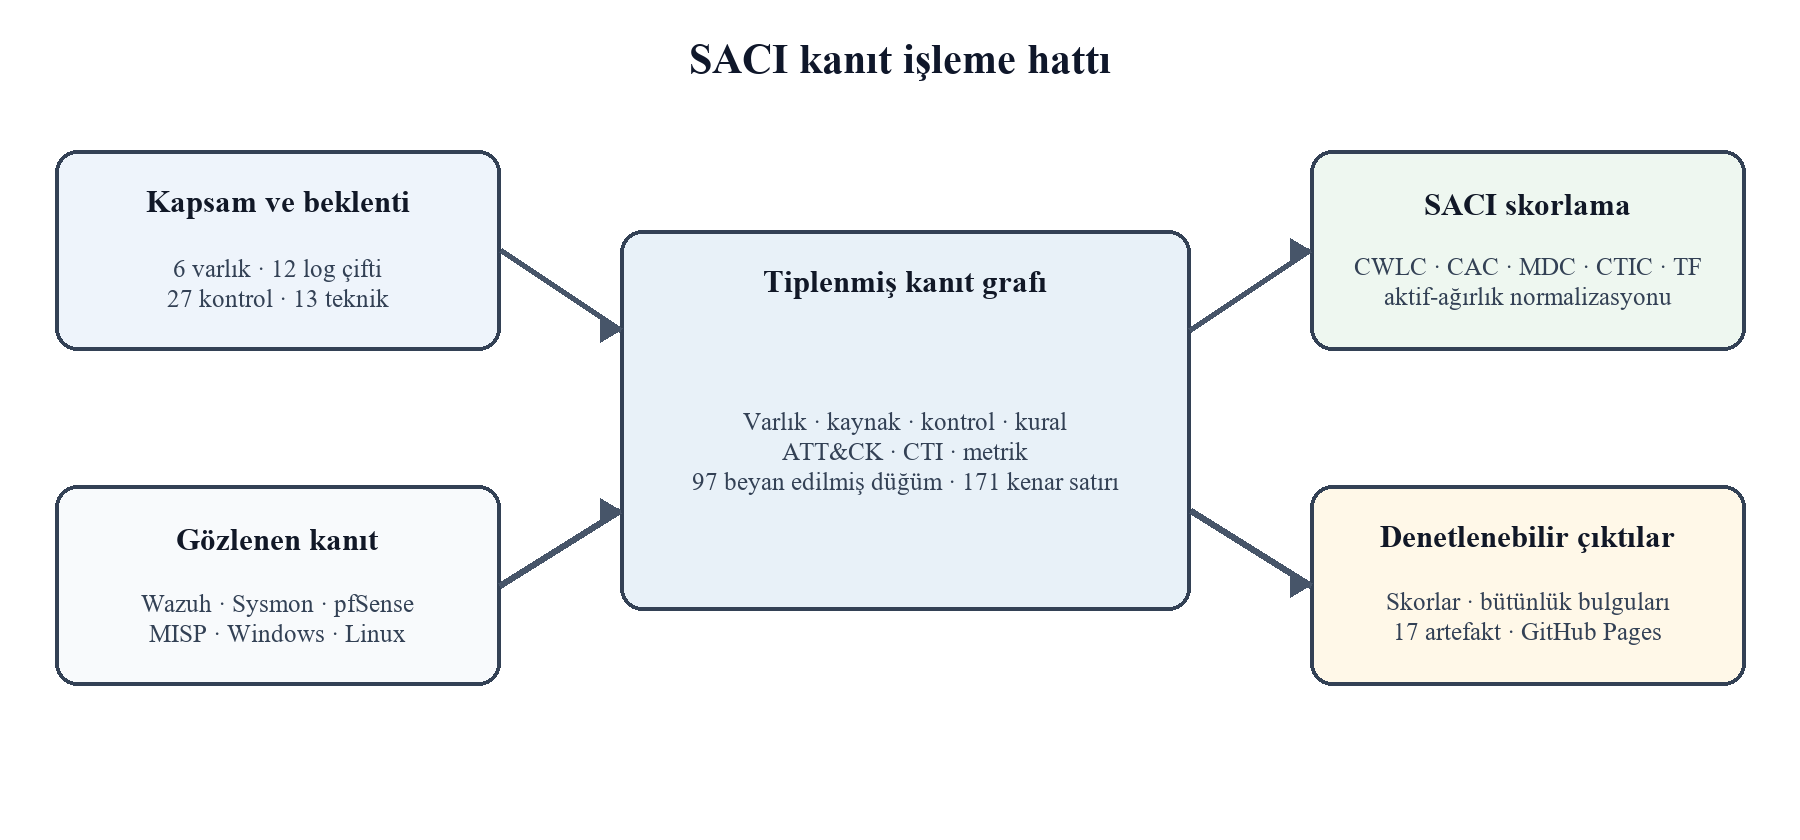 SACI kanıt işleme hattı
Kapsam ve beklenti
6 varlık · 12 log çifti
27 kontrol · 13 teknik
Gözlenen kanıt
Wazuh · Sysmon · pfSense
MISP · Windows · Linux
Tiplenmiş kanıt grafı
Varlık · kaynak · kontrol · kural
ATT&CK · CTI · metrik
97 beyan edilmiş düğüm · 171 kenar satırı
SACI skorlama
CWLC · CAC · MDC · CTIC · TF
aktif-ağırlık normalizasyonu
Denetlenebilir çıktılar
Skorlar · bütünlük bulguları
17 artefakt · GitHub Pages